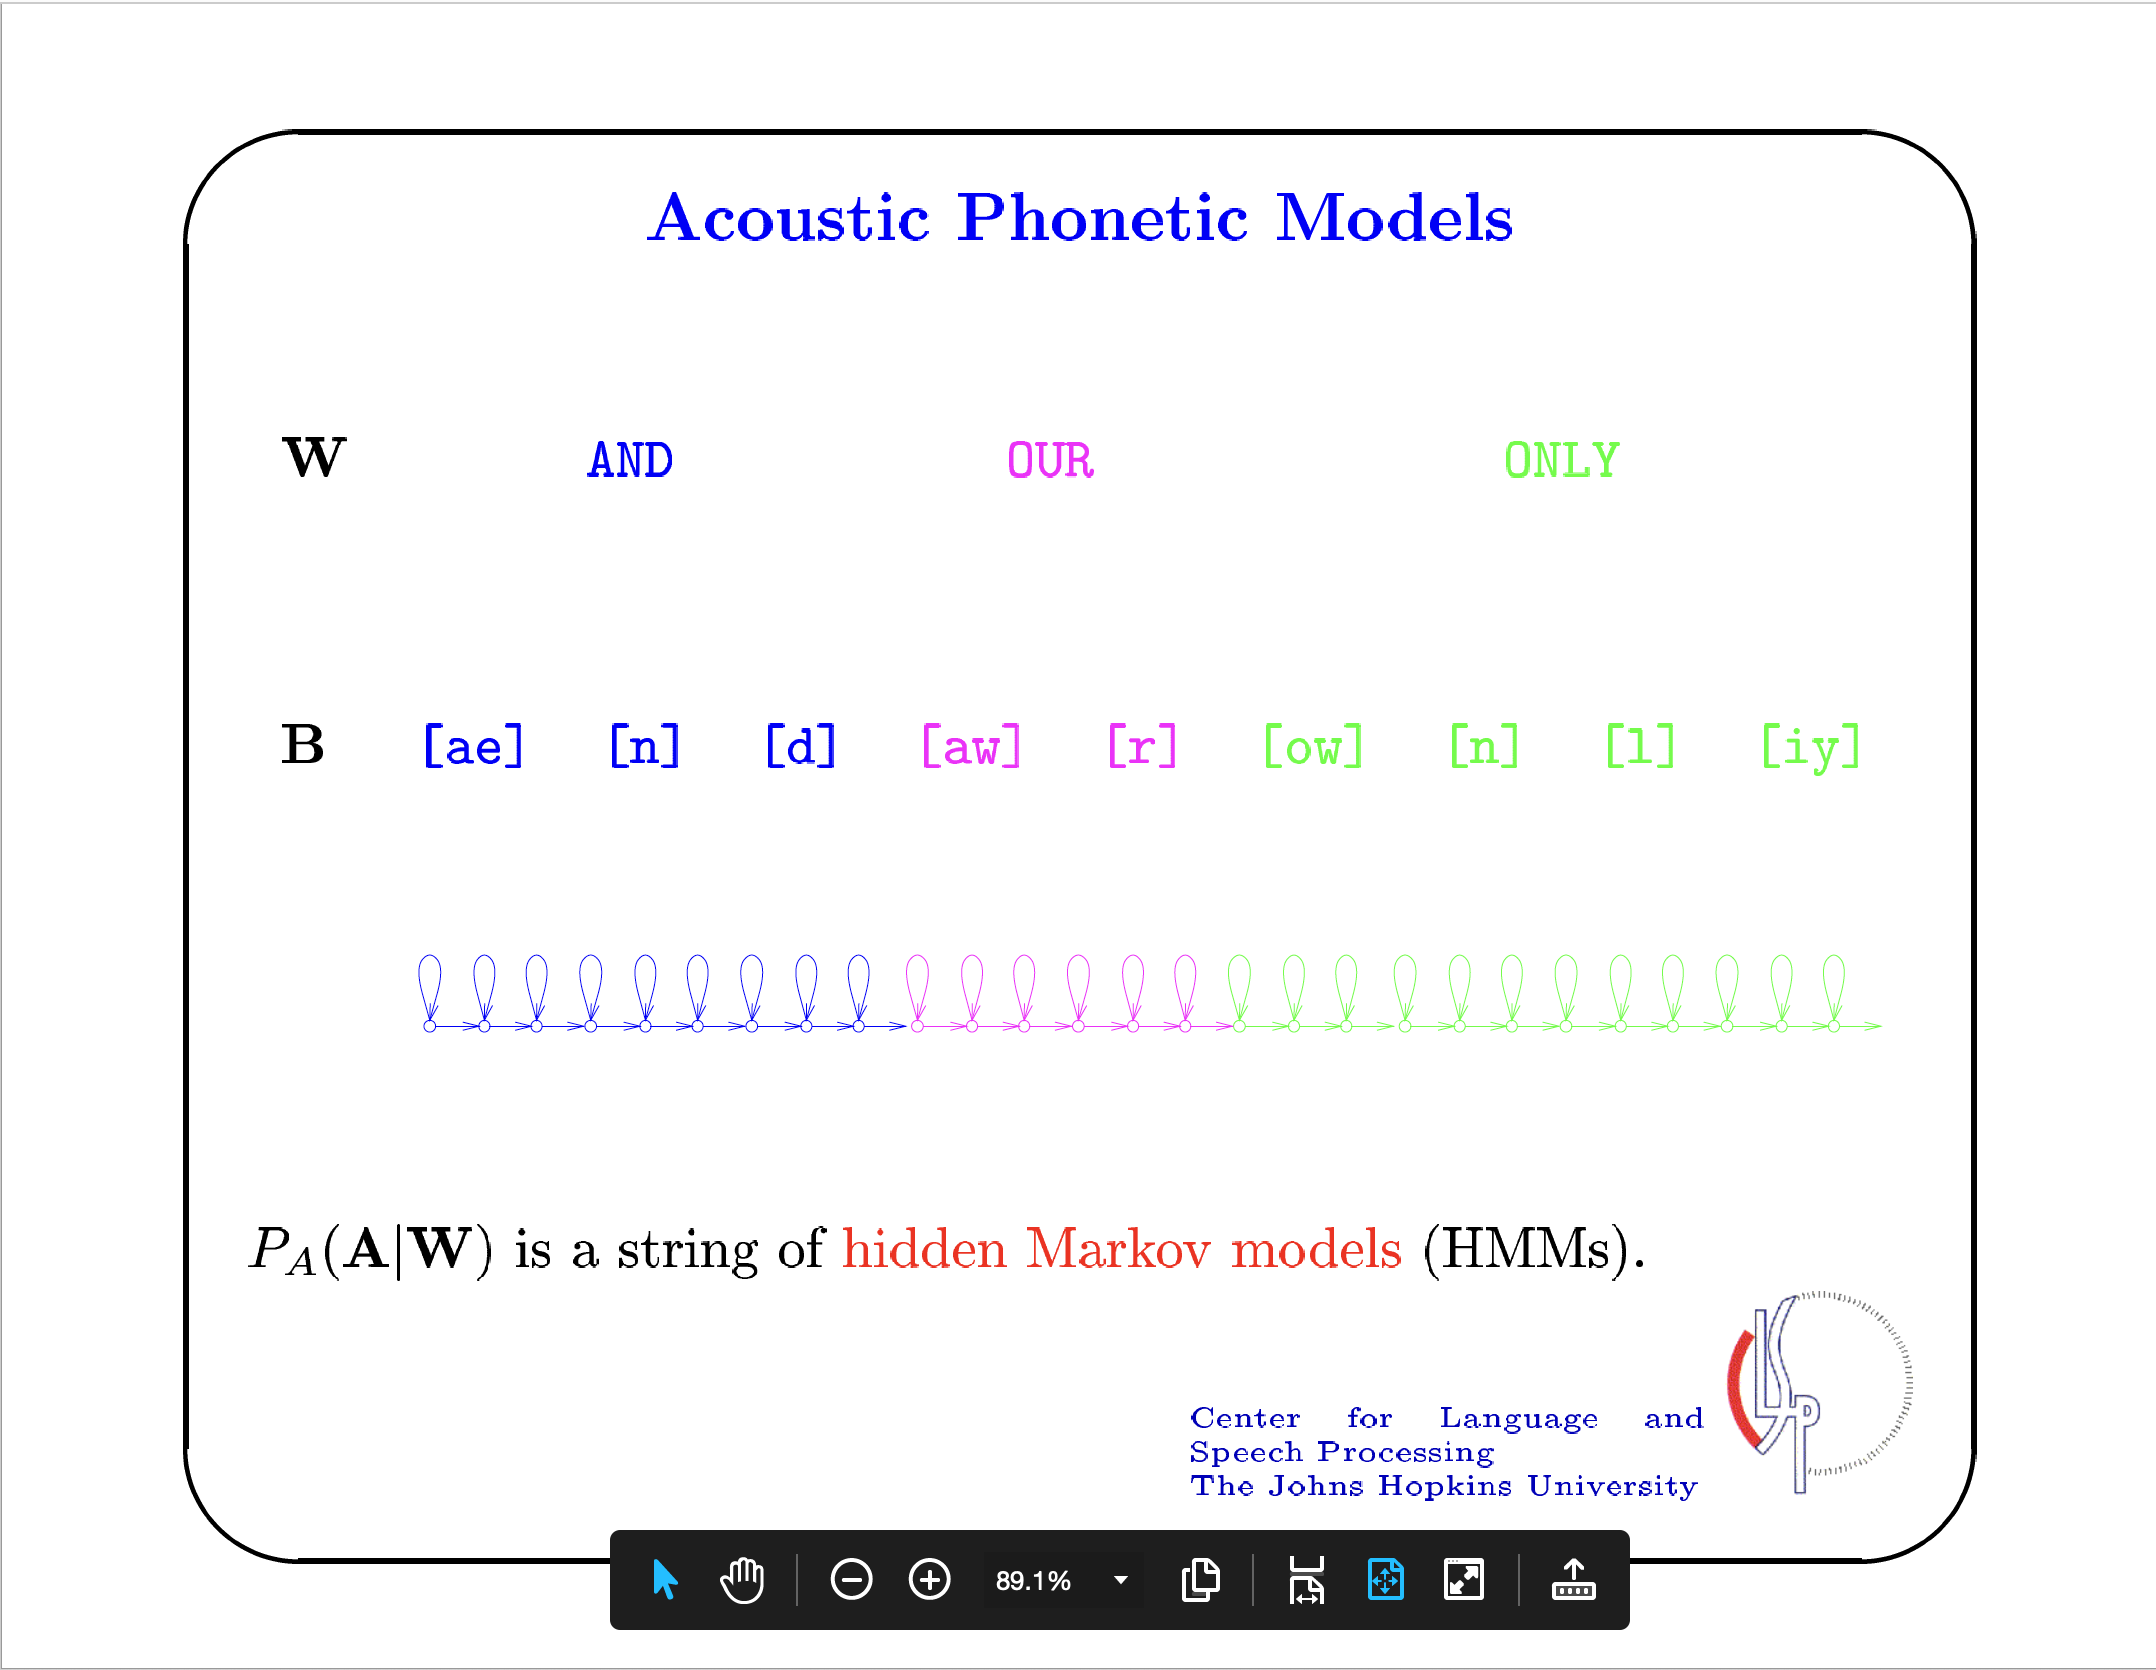 Acoustic Phonetic Models
W AND OUR ONLY
B [ae] [n] [d] [aw] [r] [ow] [n] [l] [iy]
P_A(A|W) is a string of hidden Markov models (HMMs).
Center for Language and
Speech Processing
The Johns Hopkins University
LSP
89.1%